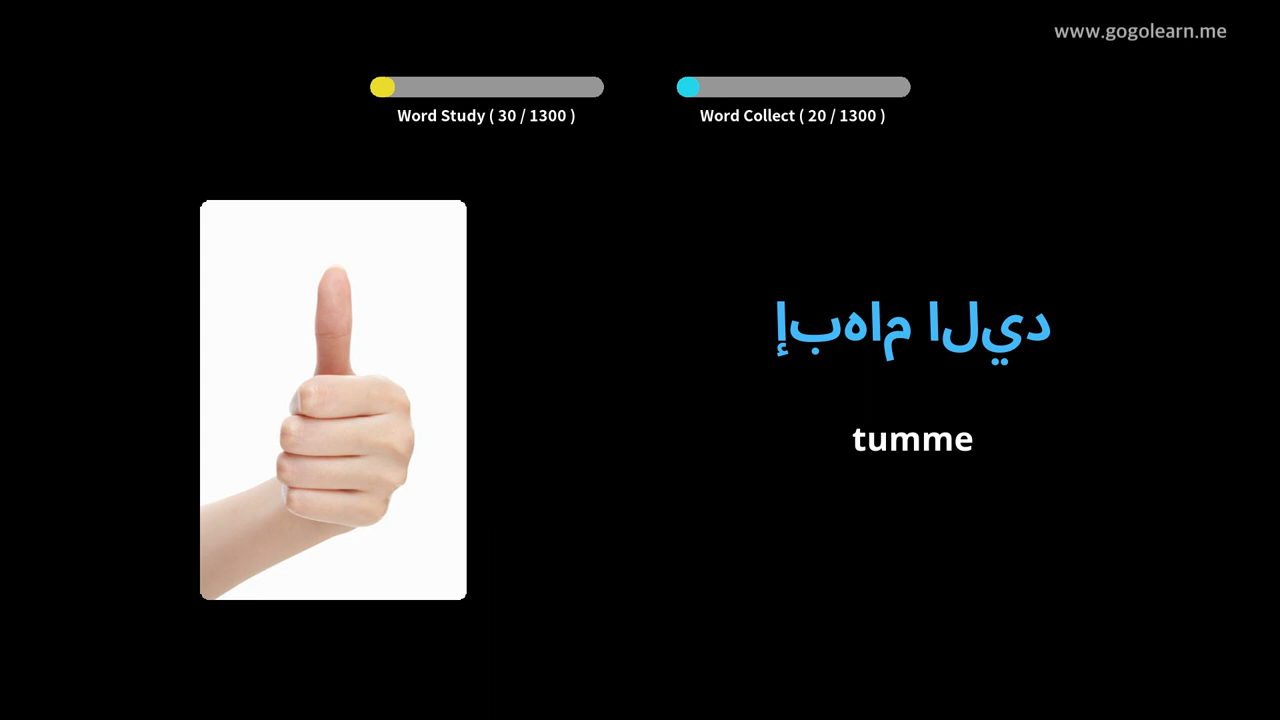 www.gogolearn.me
Word Study ( 30 / 1300 )
Word Collect ( 20 / 1300 )
إبهام اليد
tumme